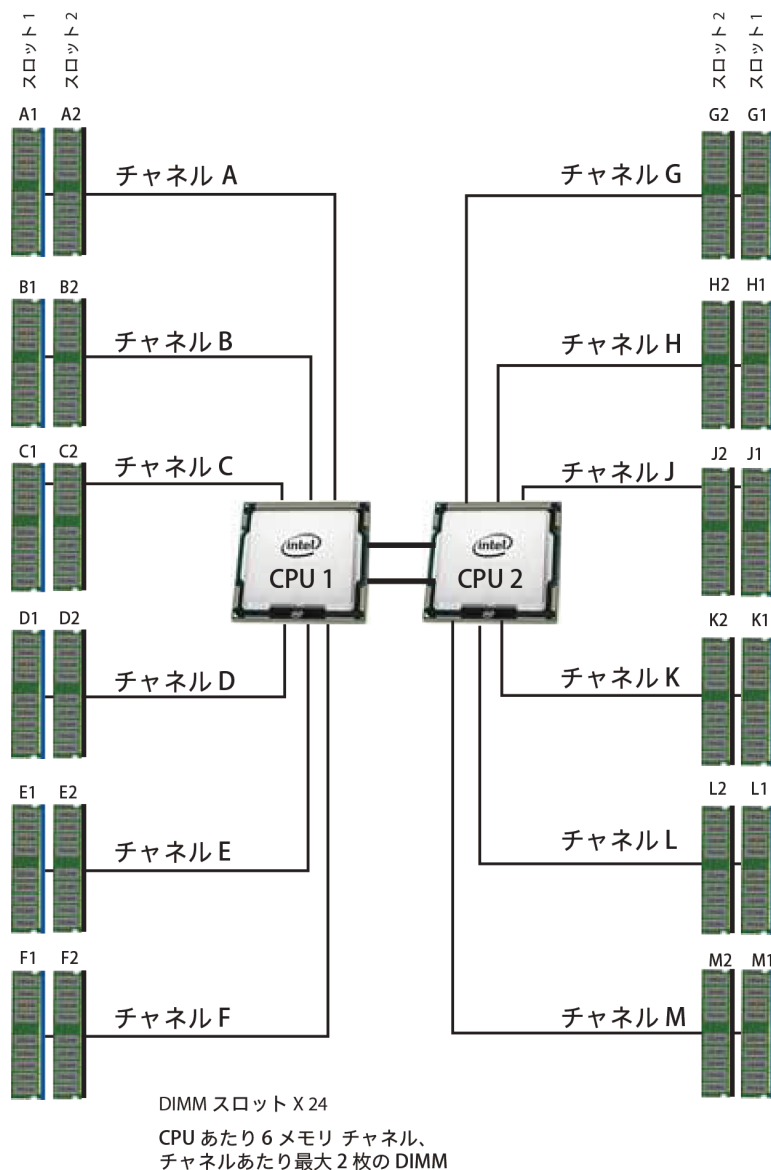 スロット 1 スロット 2 スロット 2 スロット 1
A1 A2 G2 G1
チャネル A チャネル G
B1 B2 H2 H1
チャネル B チャネル H
C1 C2 J2 J1
チャネル C チャネル J
intel intel
CPU 1 CPU 2
D1 D2 K2 K1
チャネル D チャネル K
E1 E2 L2 L1
チャネル E チャネル L
F1 F2 M2 M1
チャネル F チャネル M
DIMM スロット X 24
CPU あたり 6 メモリ チャネル、
チャネルあたり最大 2 枚の DIMM